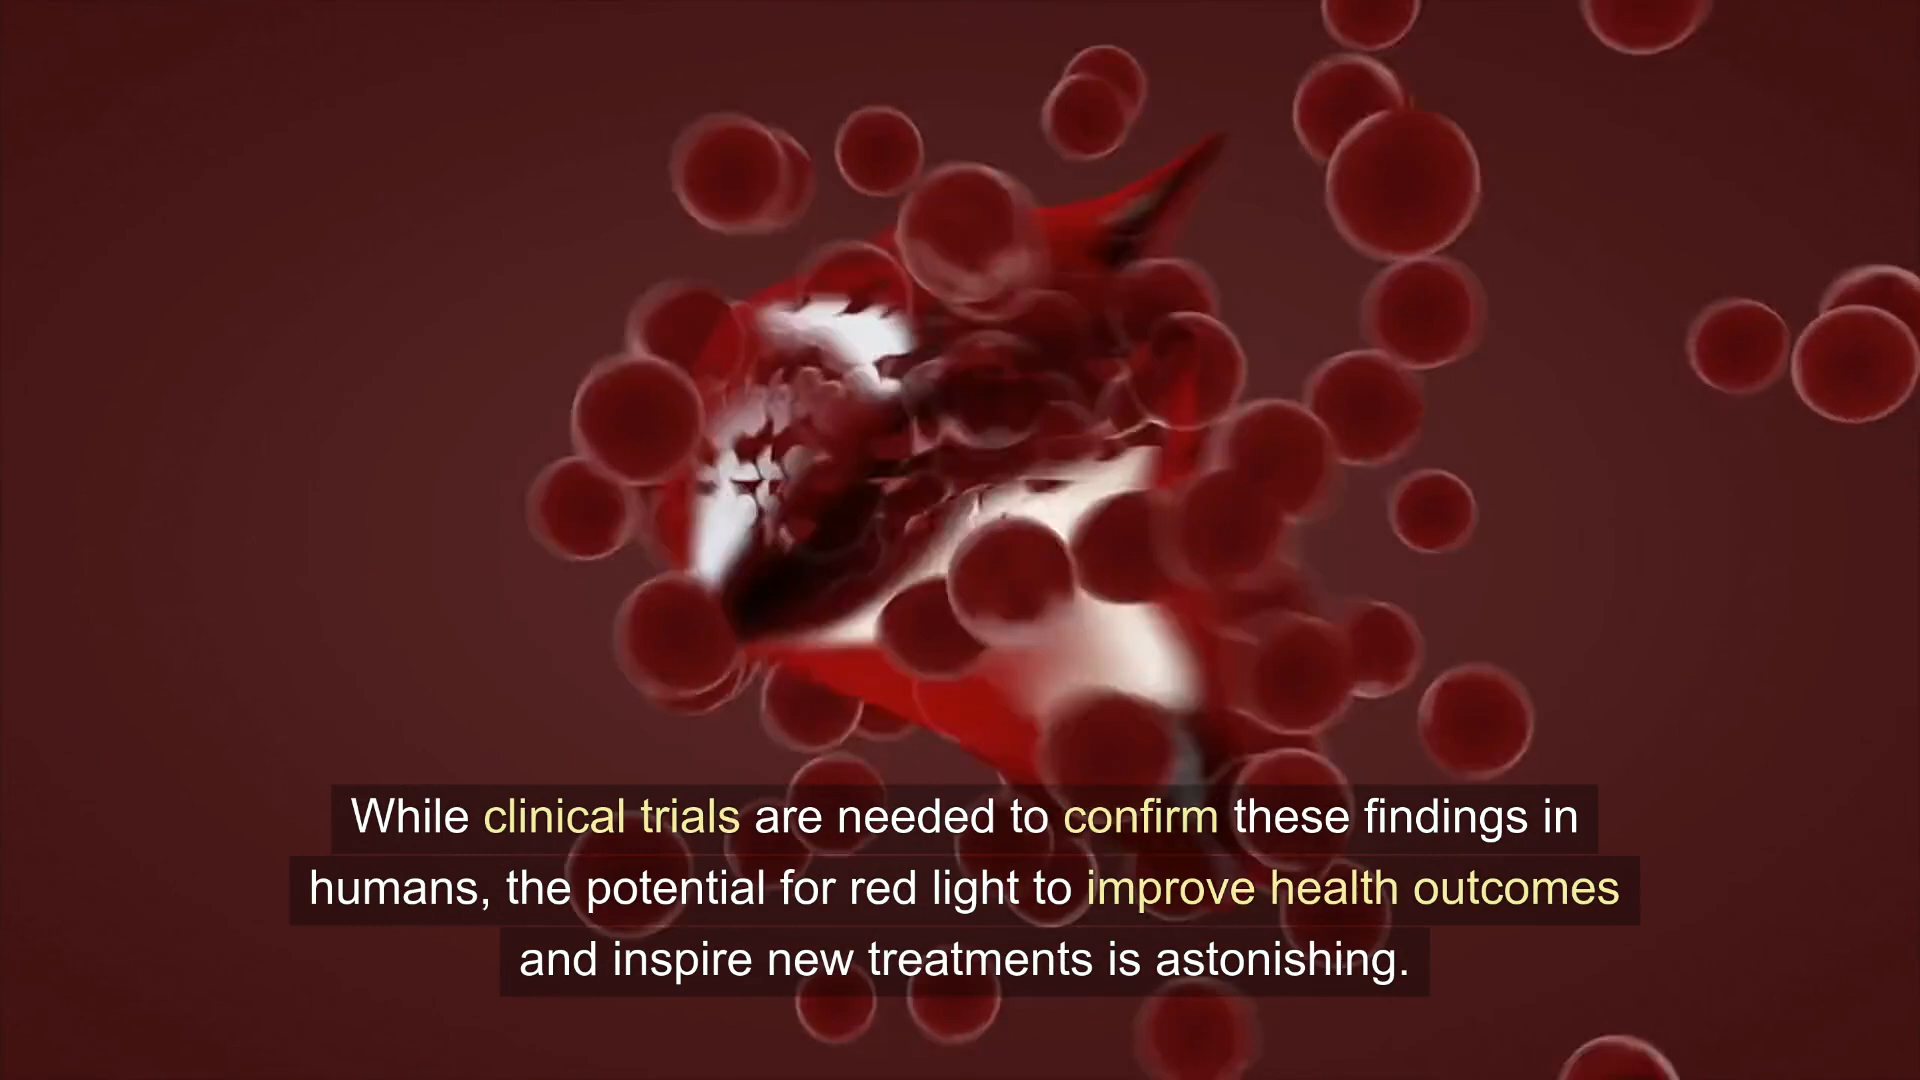 While clinical trials are needed to confirm these findings in
humans, the potential for red light to improve health outcomes
and inspire new treatments is astonishing.